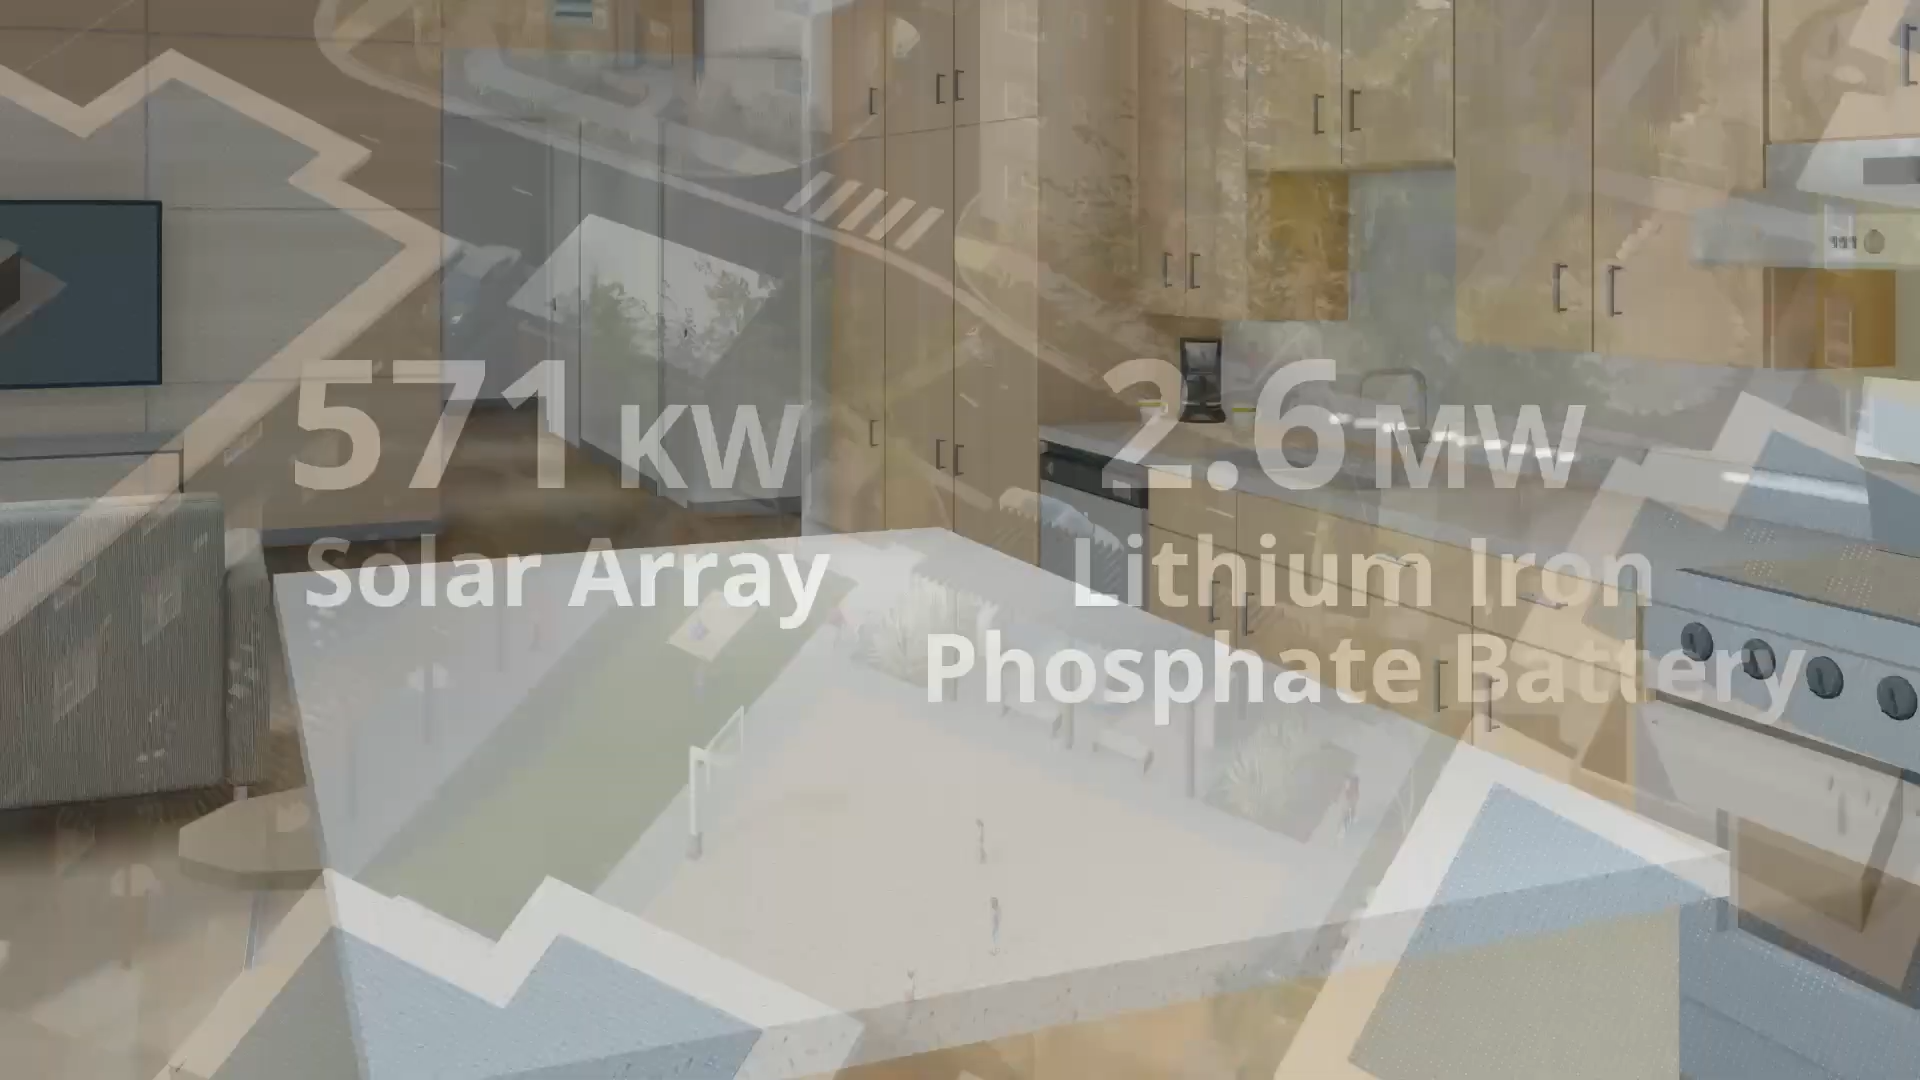 571 KW
Solar Array
2.6 MW
Lithium Iron
Phosphate Battery